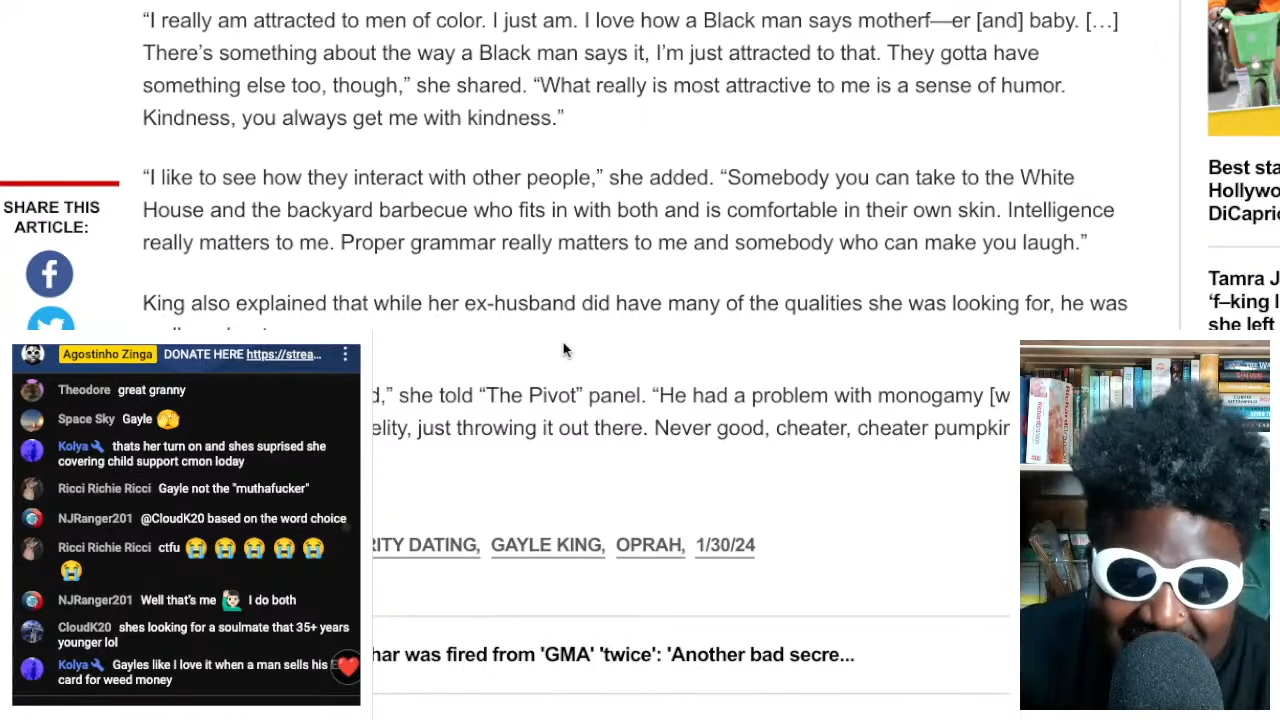 “I really am attracted to men of color. I just am. I love how a Black man says motherf—er [and] baby. […]
There’s something about the way a Black man says it, I’m just attracted to that. They gotta have
something else too, though,” she shared. “What really is most attractive to me is a sense of humor.
Kindness, you always get me with kindness.”
“I like to see how they interact with other people,” she added. “Somebody you can take to the White
House and the backyard barbecue who fits in with both and is comfortable in their own skin. Intelligence
really matters to me. Proper grammar really matters to me and somebody who can make you laugh.”
King also explained that while her ex-husband did have many of the qualities she was looking for, he was
d,” she told “The Pivot” panel. “He had a problem with monogamy [w
elity, just throwing it out there. Never good, cheater, cheater pumpkin
RITY DATING, GAYLE KING, OPRAH, 1/30/24
har was fired from 'GMA' 'twice': 'Another bad secre...
SHARE THIS
ARTICLE:
Best sta
Hollywo
DiCapric
Tamra J
‘f–king l
she left
Agostinho Zinga DONATE HERE https://strea...
Theodore great granny
Space Sky Gayle
Kolya thats her turn on and shes suprised she
covering child support cmon loday
Ricci Richie Ricci Gayle not the "muthafucker"
NJRanger201 @CloudK20 based on the word choice
Ricci Richie Ricci ctfu
NJRanger201 Well that's me I do both
CloudK20 shes looking for a soulmate that 35+ years
younger lol
Kolya Gayles like I love it when a man sells his
card for weed money